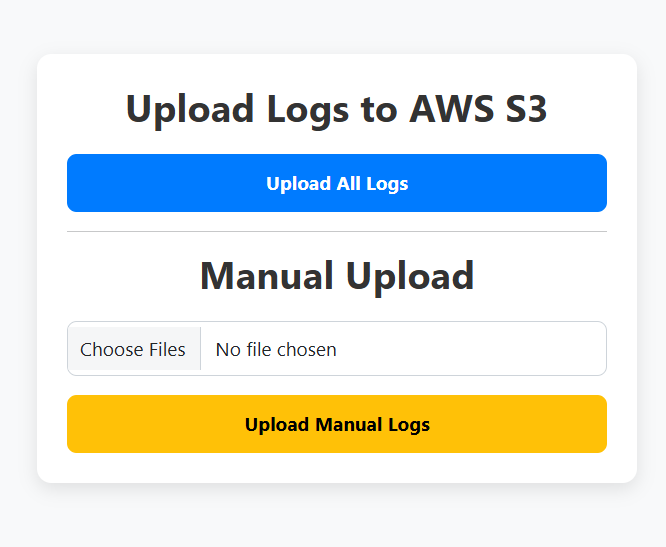 Upload Logs to AWS S3
Upload All Logs
Manual Upload
Choose Files No file chosen
Upload Manual Logs